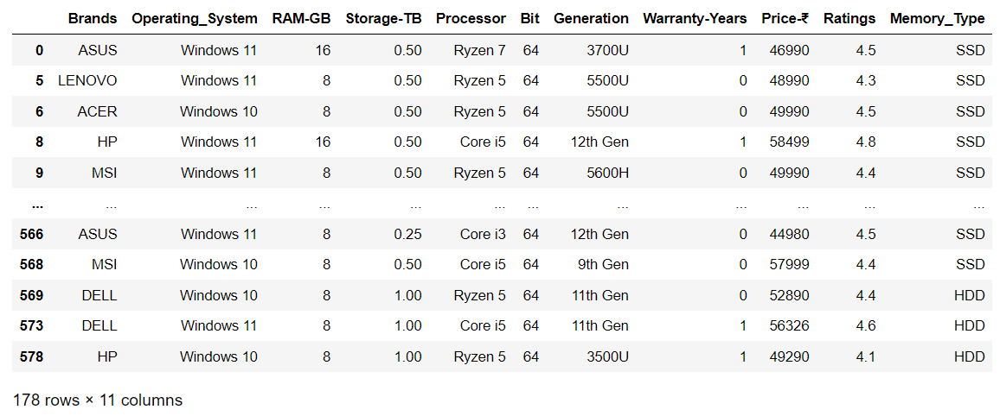 Brands Operating_System RAM-GB Storage-TB Processor Bit Generation Warranty-Years Price-₹ Ratings Memory_Type
0 ASUS Windows 11 16 0.50 Ryzen 7 64 3700U 1 46990 4.5 SSD
5 LENOVO Windows 11 8 0.50 Ryzen 5 64 5500U 0 48990 4.3 SSD
6 ACER Windows 10 8 0.50 Ryzen 5 64 5500U 0 49990 4.5 SSD
8 HP Windows 11 16 0.50 Core i5 64 12th Gen 1 58499 4.8 SSD
9 MSI Windows 11 8 0.50 Ryzen 5 64 5600H 0 49990 4.4 SSD
... ... ... ... ... ... ... ... ... ... ... ...
566 ASUS Windows 11 8 0.25 Core i3 64 12th Gen 0 44980 4.5 SSD
568 MSI Windows 10 8 0.50 Core i5 64 9th Gen 0 57999 4.4 SSD
569 DELL Windows 10 8 1.00 Ryzen 5 64 11th Gen 0 52890 4.4 HDD
573 DELL Windows 11 8 1.00 Core i5 64 11th Gen 1 56326 4.6 HDD
578 HP Windows 10 8 1.00 Ryzen 5 64 3500U 1 49290 4.1 HDD
178 rows × 11 columns